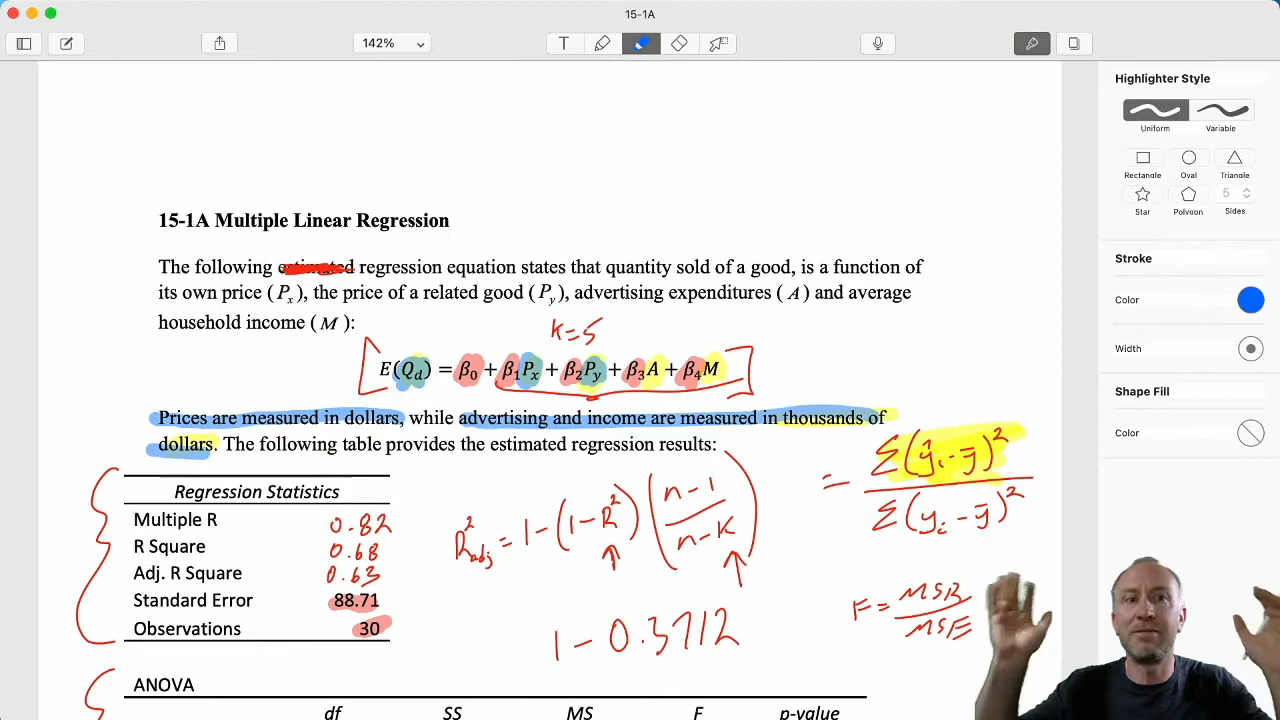 15-1A
142%
T
Highlighter Style
Uniform
Variable
Rectangle
Oval
Triangle
Star
Polygon
5
Sides
Stroke
Color
Width
Shape Fill
Color
15-1A Multiple Linear Regression
The following estimated regression equation states that quantity sold of a good, is a function of
its own price (Pₓ), the price of a related good (P_y), advertising expenditures (A) and average
household income (M):
K=5
E(Q_d) = β₀ + β₁Pₓ + β₂P_y + β₃A + β₄M
Prices are measured in dollars, while advertising and income are measured in thousands of
dollars. The following table provides the estimated regression results:
Regression Statistics
Multiple R 0.82
R Square 0.68
Adj. R Square 0.63
Standard Error 88.71
Observations 30
R²adj = 1-(1-R²)(n-1/n-K)
1-0.3712
= Σ(ŷᵢ-ȳ)²/Σ(yᵢ-ȳ)²
F = MSR/MSE
ANOVA
df SS MS F p-value